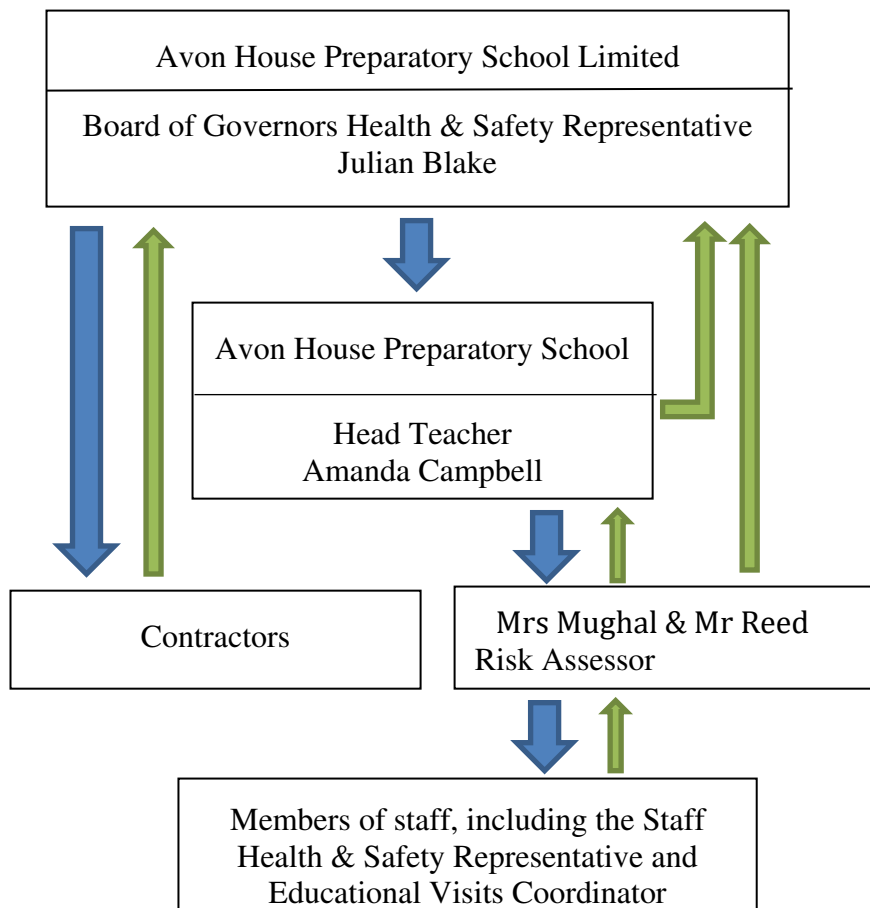 Avon House Preparatory School Limited
Board of Governors Health & Safety Representative
Julian Blake
Avon House Preparatory School
Head Teacher
Amanda Campbell
Contractors
Mrs Mughal & Mr Reed
Risk Assessor
Members of staff, including the Staff
Health & Safety Representative and
Educational Visits Coordinator